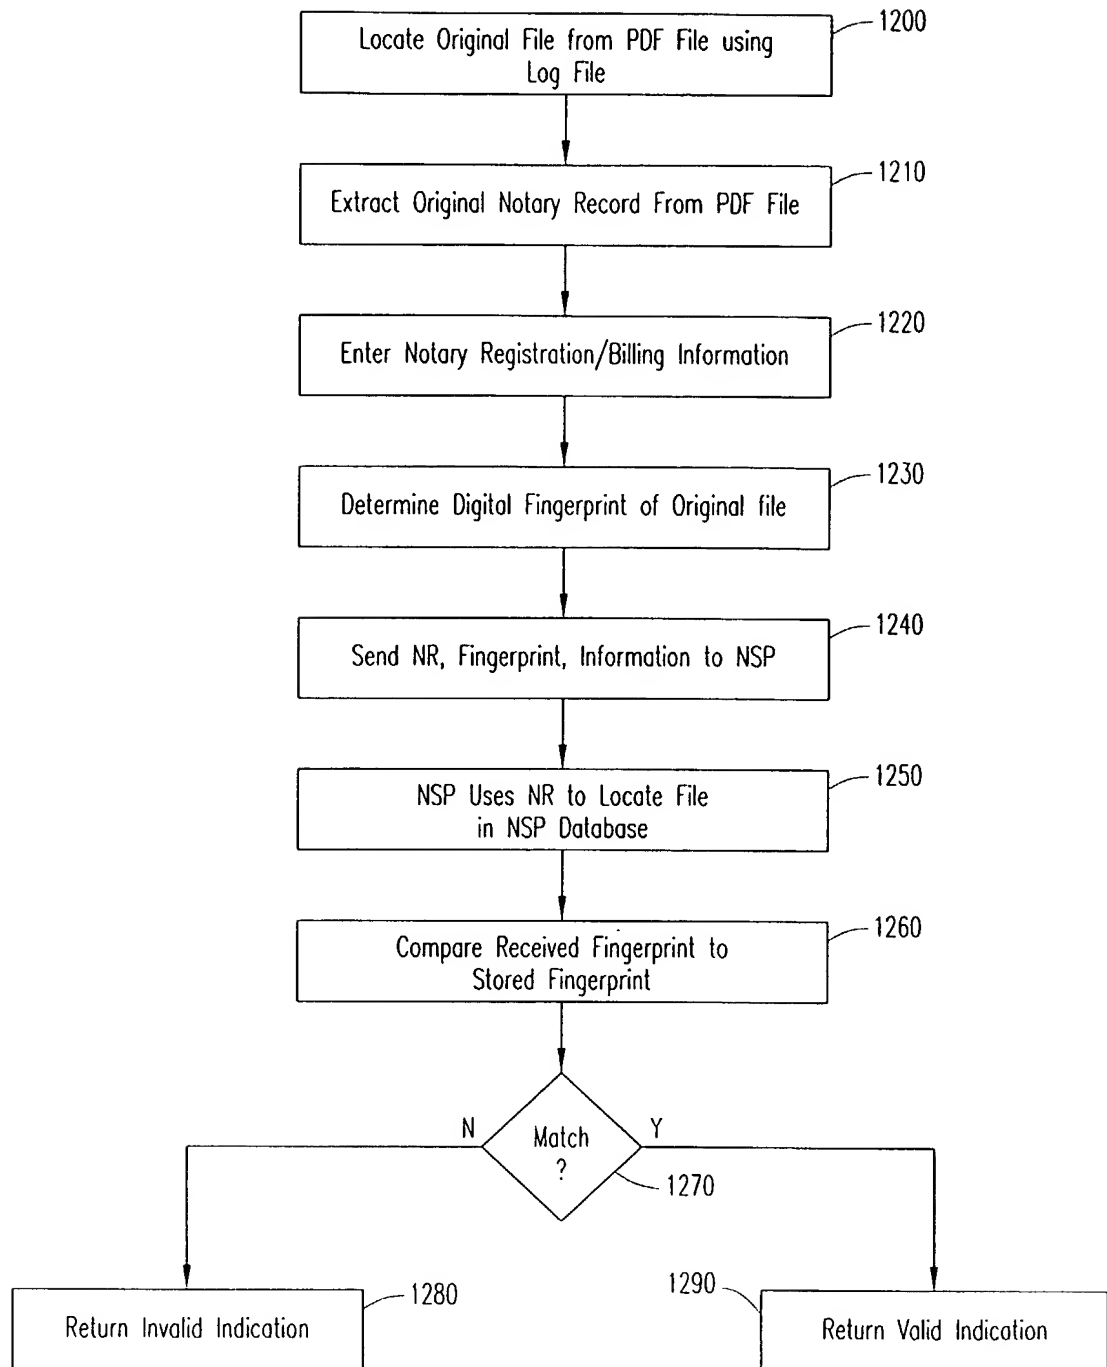 1200
Locate Original File from PDF File using
Log File
1210
Extract Original Notary Record From PDF File
1220
Enter Notary Registration/Billing Information
1230
Determine Digital Fingerprint of Original file
1240
Send NR, Fingerprint, Information to NSP
1250
NSP Uses NR to Locate File
in NSP Database
1260
Compare Received Fingerprint to
Stored Fingerprint
N
Match
?
Y
1270
1280
Return Invalid Indication
1290
Return Valid Indication